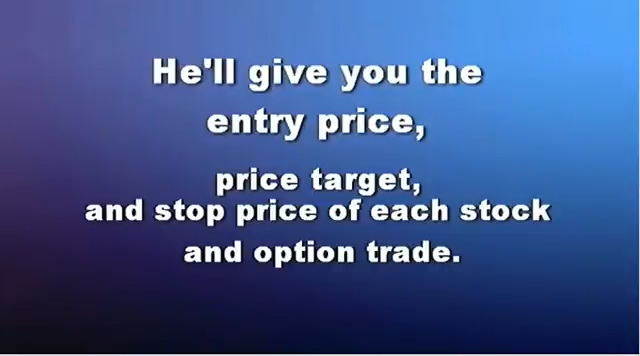 He'll give you the
entry price,
price target,
and stop price of each stock
and option trade.